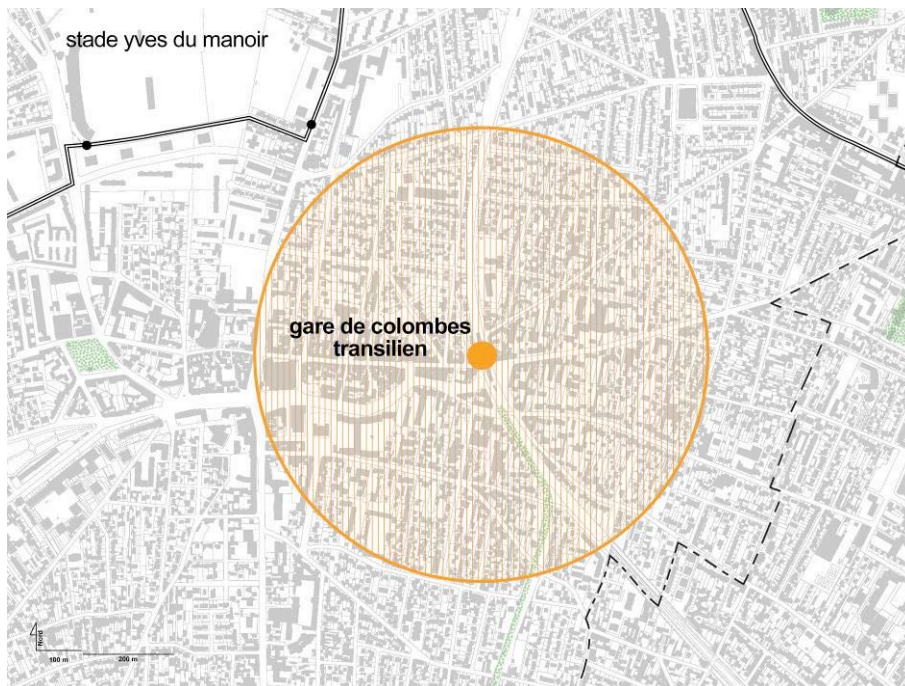 stade yves du manoir
gare de colombes
transilien
Nord
100 m
200 m